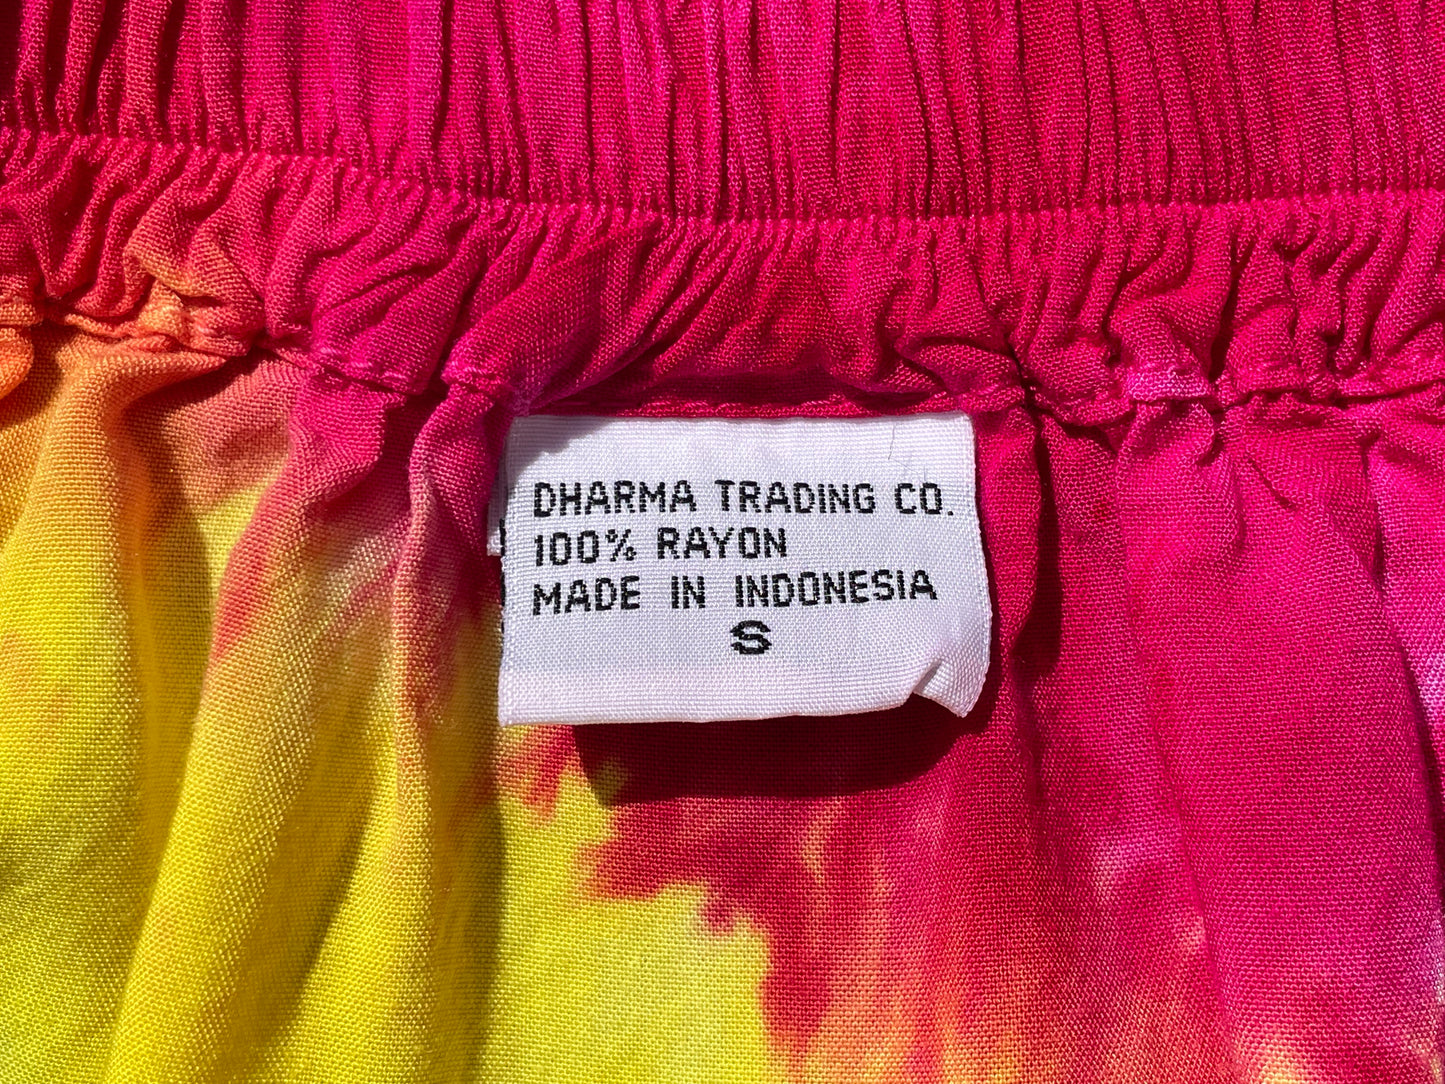 DHARMA TRADING CO.
100% RAYON
MADE IN INDONESIA
S